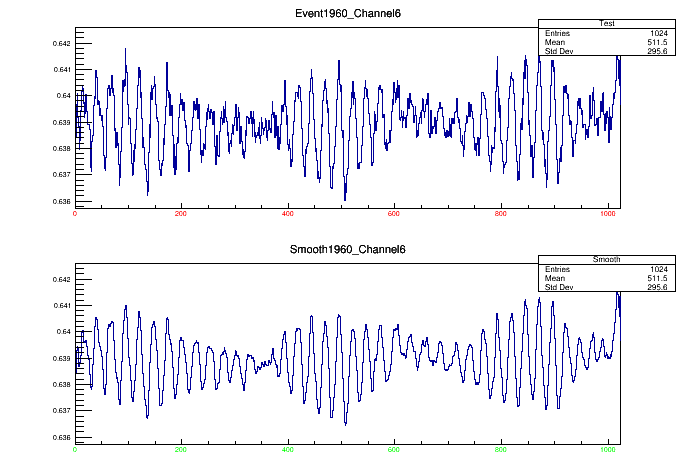 Event1960_Channel6
Test
Entries 1024
Mean 511.5
Std Dev 295.6
0.642
0.641
0.64
0.639
0.638
0.637
0.636
0 200 400 600 800 1000
Smooth1960_Channel6
Smooth
Entries 1024
Mean 511.5
Std Dev 295.6
0.642
0.641
0.64
0.639
0.638
0.637
0.636
0 200 400 600 800 1000